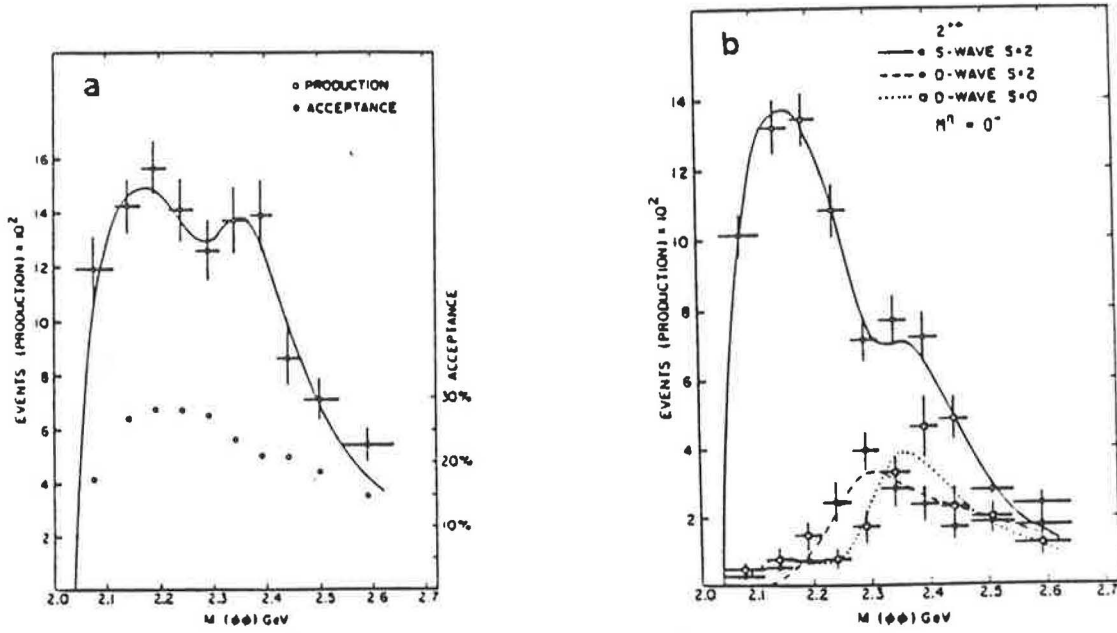 a
○ PRODUCTION
● ACCEPTANCE
EVENTS (PRODUCTION) × 10²
16
14
12
10
8
6
4
2
ACCEPTANCE
30%
20%
10%
2.0
2.1
2.2
2.3
2.4
2.5
2.6
2.7
M (ϕϕ) GeV
b
2⁺⁺
S-WAVE S=2
D-WAVE S=2
D-WAVE S=0
Mᶯ = 0⁻
EVENTS (PRODUCTION) × 10²
14
12
10
8
6
4
2
2.0
2.1
2.2
2.3
2.4
2.5
2.6
2.7
M (ϕϕ) GeV